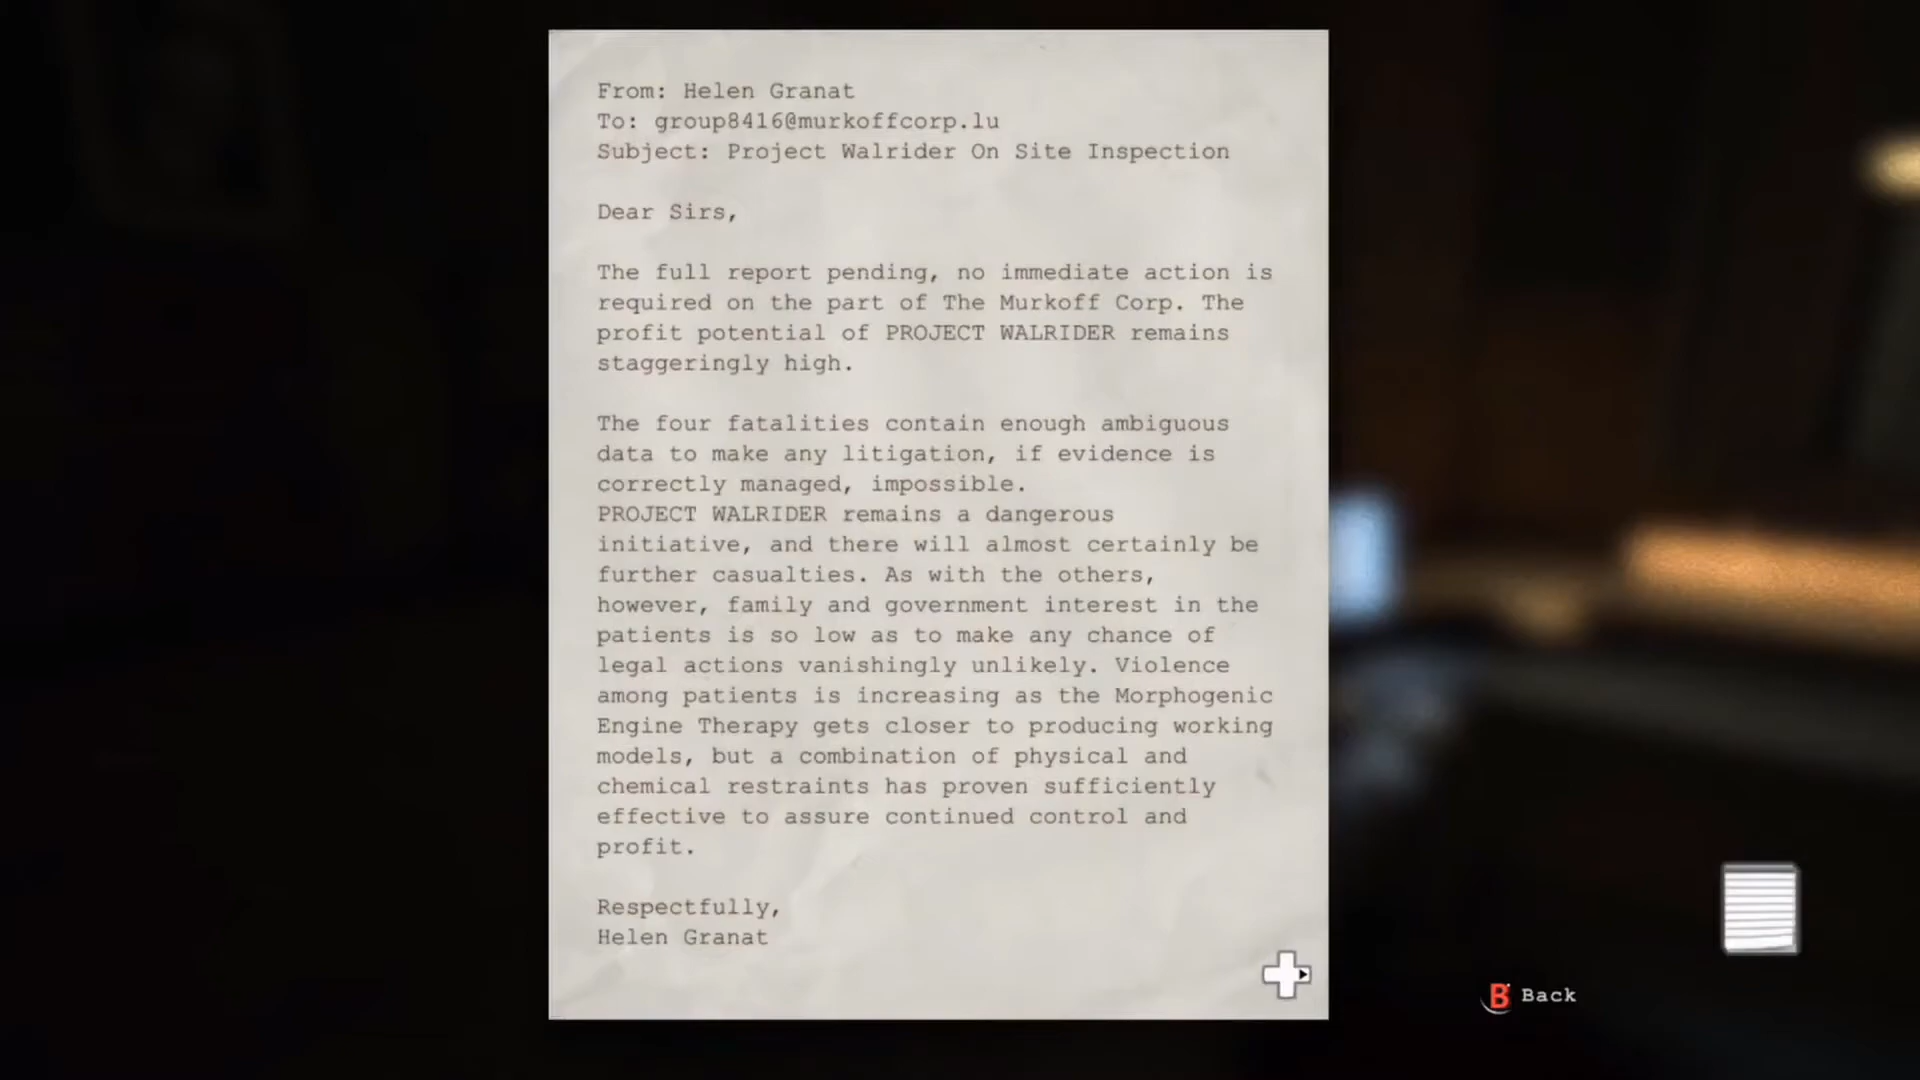 From: Helen Granat
To: group8416@murkoffcorp.lu
Subject: Project Walrider On Site Inspection
Dear Sirs,
The full report pending, no immediate action is
required on the part of The Murkoff Corp. The
profit potential of PROJECT WALRIDER remains
staggeringly high.
The four fatalities contain enough ambiguous
data to make any litigation, if evidence is
correctly managed, impossible.
PROJECT WALRIDER remains a dangerous
initiative, and there will almost certainly be
further casualties. As with the others,
however, family and government interest in the
patients is so low as to make any chance of
legal actions vanishingly unlikely. Violence
among patients is increasing as the Morphogenic
Engine Therapy gets closer to producing working
models, but a combination of physical and
chemical restraints has proven sufficiently
effective to assure continued control and
profit.
Respectfully,
Helen Granat
B Back